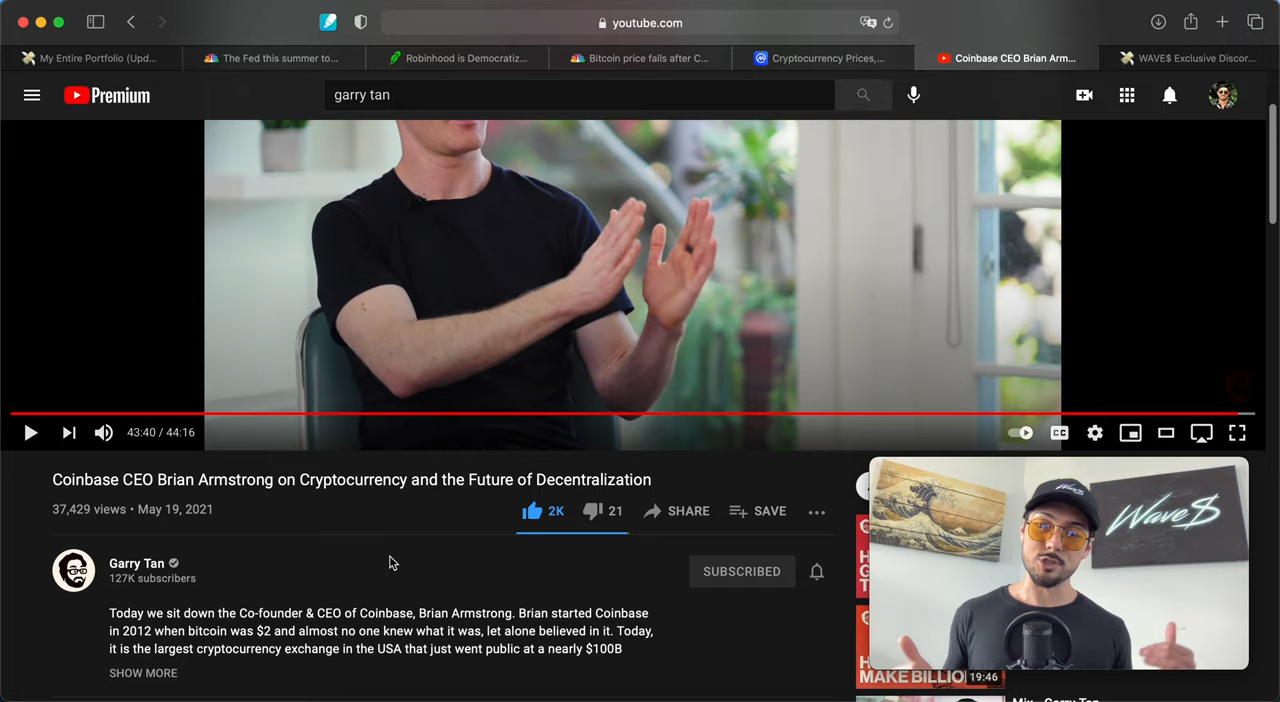 youtube.com
My Entire Portfolio (Upd...
The Fed this summer to...
Robinhood is Democratiz...
Bitcoin price falls after C...
Cryptocurrency Prices,...
Coinbase CEO Brian Arm...
WAVE$ Exclusive Discor...
Premium
garry tan
43:40 / 44:16
CC
Coinbase CEO Brian Armstrong on Cryptocurrency and the Future of Decentralization
37,429 views • May 19, 2021
2K
21
SHARE
SAVE
Garry Tan
127K subscribers
SUBSCRIBED
Today we sit down the Co-founder & CEO of Coinbase, Brian Armstrong. Brian started Coinbase
in 2012 when bitcoin was $2 and almost no one knew what it was, let alone believed in it. Today,
it is the largest cryptocurrency exchange in the USA that just went public at a nearly $100B
SHOW MORE
Wave$
MAKE BILLIO
19:46
Mix - Garry Tan